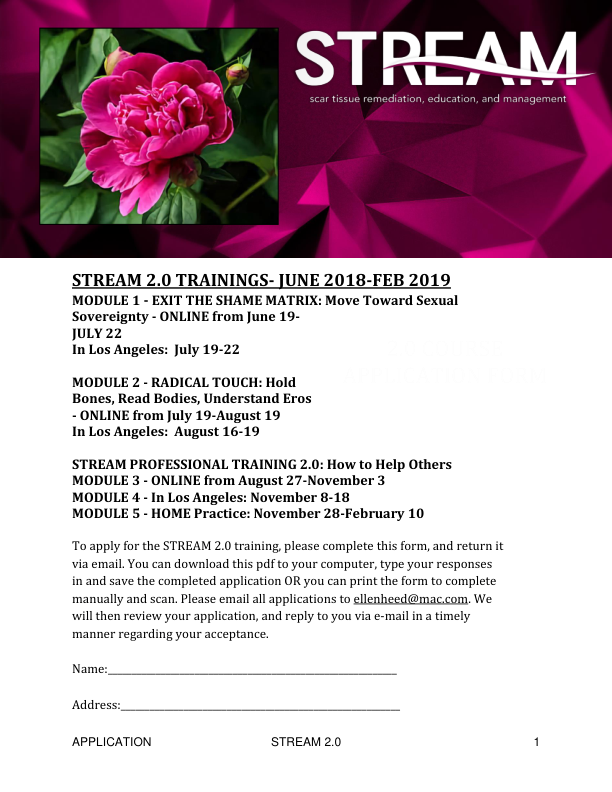 STREAM
scar tissue remediation, education, and management
STREAM 2.0 TRAININGS- JUNE 2018-FEB 2019
MODULE 1 - EXIT THE SHAME MATRIX: Move Toward Sexual
Sovereignty - ONLINE from June 19-
JULY 22
In Los Angeles:  July 19-22
MODULE 2 - RADICAL TOUCH: Hold
Bones, Read Bodies, Understand Eros
- ONLINE from July 19-August 19
In Los Angeles:  August 16-19
STREAM PROFESSIONAL TRAINING 2.0: How to Help Others
MODULE 3 - ONLINE from August 27-November 3
MODULE 4 - In Los Angeles: November 8-18
MODULE 5 - HOME Practice: November 28-February 10
To apply for the STREAM 2.0 training, please complete this form, and return it
via email. You can download this pdf to your computer, type your responses
in and save the completed application OR you can print the form to complete
manually and scan. Please email all applications to ellenheed@mac.com. We
will then review your application, and reply to you via e-mail in a timely
manner regarding your acceptance.
Name:_______________________________________________
Address:______________________________________________
APPLICATION STREAM 2.0 1